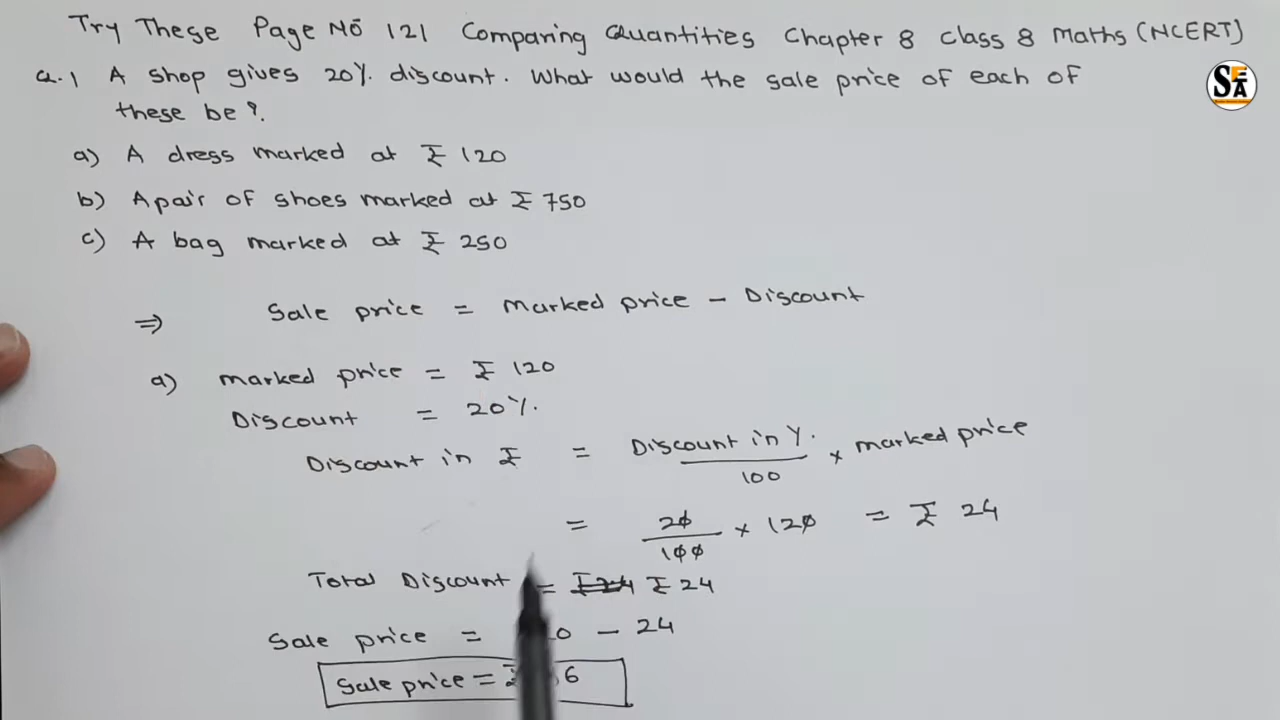 Try These Page No 121 Comparing Quantities Chapter 8 Class 8 Maths (NCERT)
Q.1 A shop gives 20% discount. What would the sale price of each of
these be?
a) A dress marked at ₹ 120
b) A pair of shoes marked at ₹ 750
c) A bag marked at ₹ 250
⇒ Sale price = Marked price - Discount
a) marked price = ₹ 120
Discount = 20%.
Discount in ₹ = Discount in %. / 100 × marked price
= 20/100 × 120 = ₹ 24
Total Discount = ₹ 24
Sale price = - 24
Sale price =
SFEA